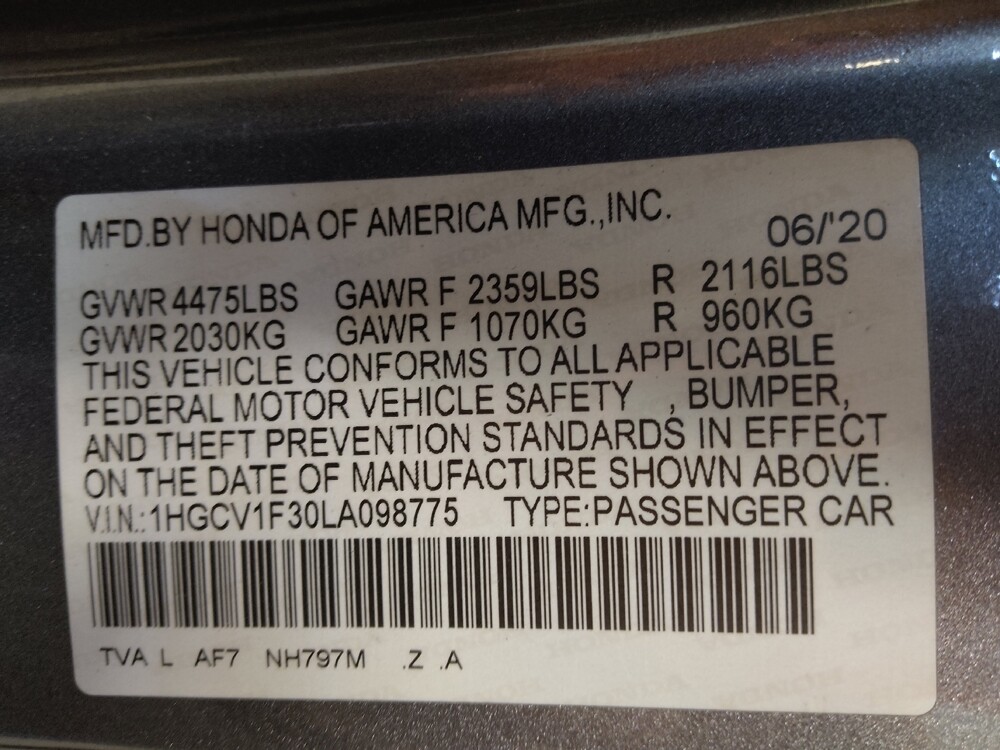 MFD.BY HONDA OF AMERICA MFG.,INC.
06/'20
GVWR 4475LBS GAWR F 2359LBS R 2116LBS
GVWR 2030KG GAWR F 1070KG R 960KG
THIS VEHICLE CONFORMS TO ALL APPLICABLE
FEDERAL MOTOR VEHICLE SAFETY , BUMPER,
AND THEFT PREVENTION STANDARDS IN EFFECT
ON THE DATE OF MANUFACTURE SHOWN ABOVE.
V.I.N.:1HGCV1F30LA098775 TYPE:PASSENGER CAR
TVA L AF7 NH797M .Z .A